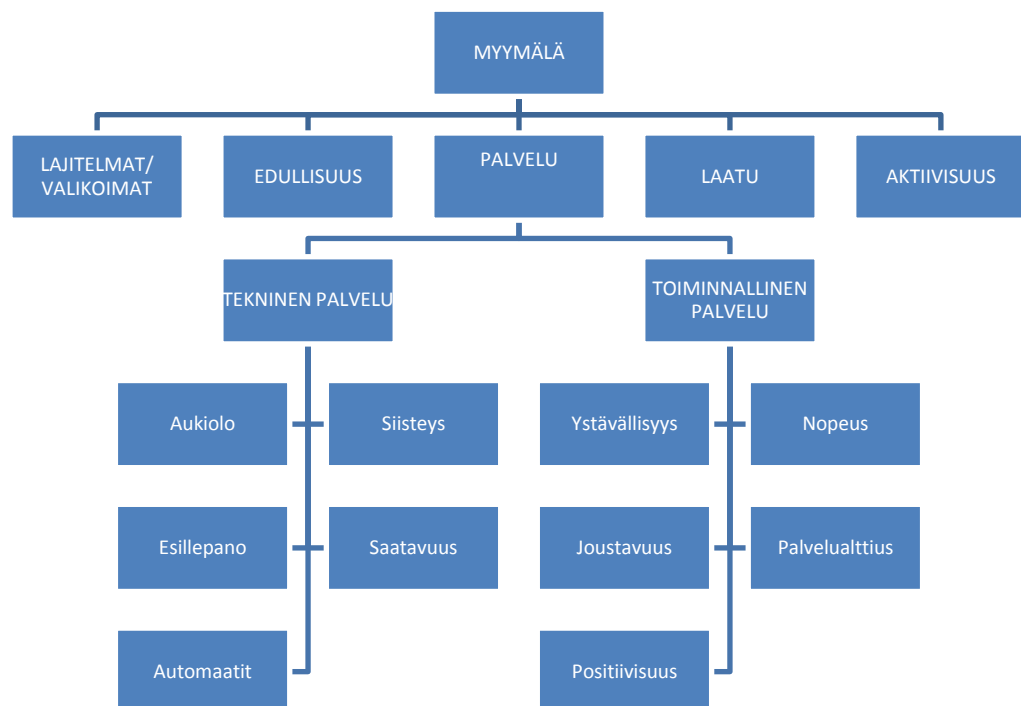 MYYMÄLÄ
LAJITELMAT/
VALIKOIMAT
EDULLISUUS
PALVELU
LAATU
AKTIIVISUUS
TEKNINEN PALVELU
TOIMINNALLINEN
PALVELU
Aukiolo
Siisteys
Ystävällisyys
Nopeus
Esillepano
Saatavuus
Joustavuus
Palvelualttius
Automaatit
Positiivisuus